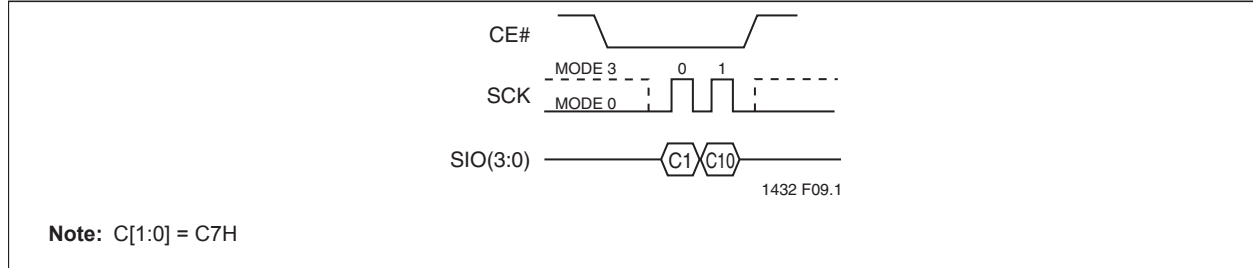 CE#
MODE 3 0 1
SCK
MODE 0
SIO(3:0) C1 C10
1432 F09.1
Note: C[1:0] = C7H